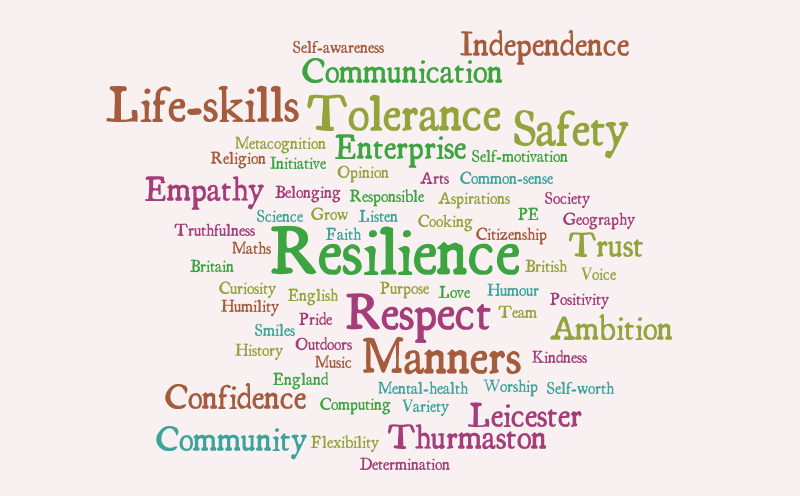 Self-awareness Independence
Communication
Life-skills Tolerance Safety
Metacognition Enterprise Self-motivation
Religion Initiative Opinion
Arts Common-sense
Empathy Belonging Responsible Aspirations Society
Science Grow Listen Cooking PE Geography
Truthfulness Faith Citizenship
Maths Resilience Trust
Britain British Voice
Curiosity English Purpose Love Humour Positivity
Humility Pride Respect Team
Smiles Ambition
History Outdoors Manners Kindness
Music
England Mental-health Worship Self-worth
Confidence Computing Variety Leicester
Community Flexibility Thurmaston
Determination